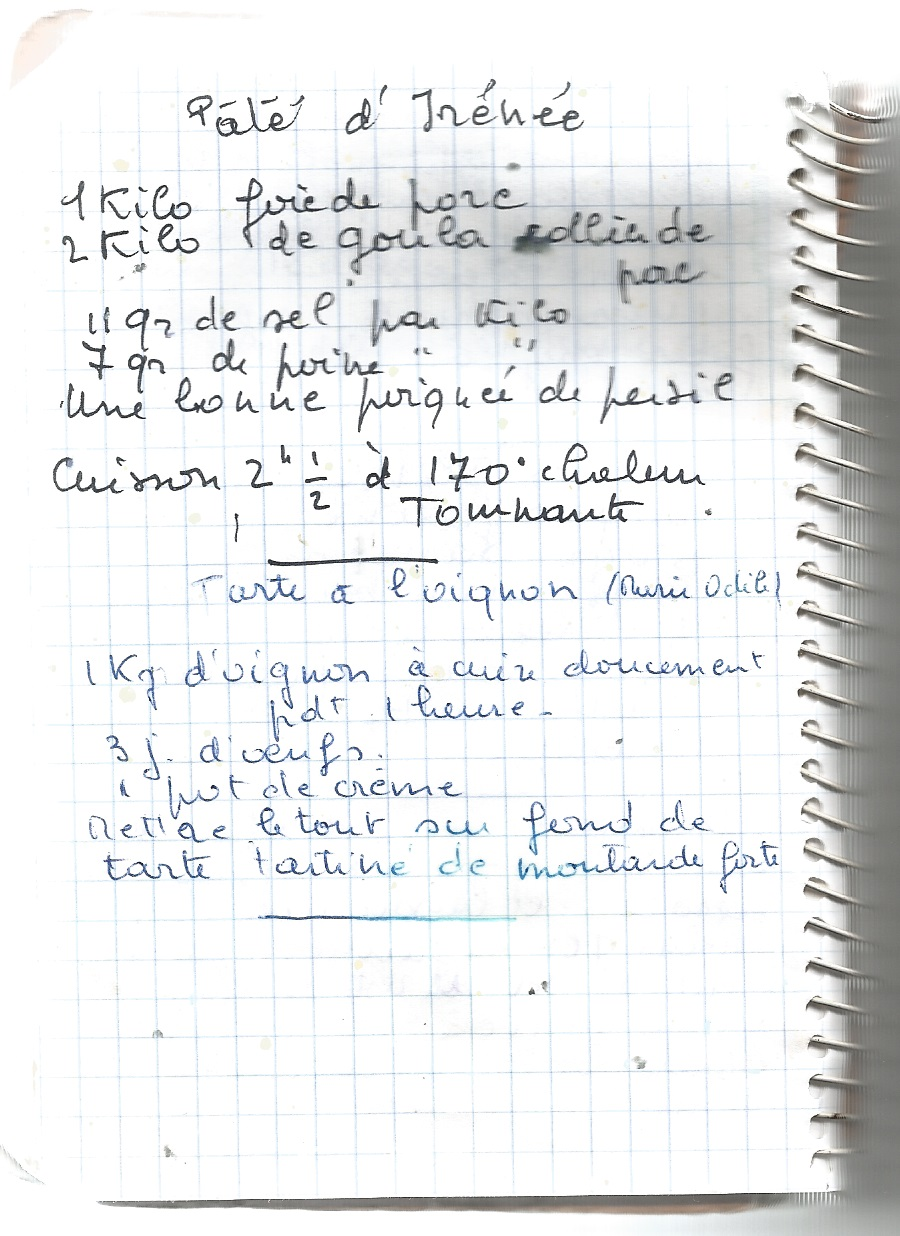 Pâté d'Irénée
1 Kilo foie de porc
2 Kilo de goula de
porc
11 gr de sel par Kilo
7 gr de poivre " "
Une bonne poignée de persil
Cuisson 2h 1/2 à 170° chaleur
Tournante.
Tarte a l'oignon (Marie Odile)
1 Kg d'oignon à cuire doucement
pdt 1 heure -
3 j. d'œufs.
1 pot de crème
Mettre le tout sur fond de
tarte tartiné de moutarde forte